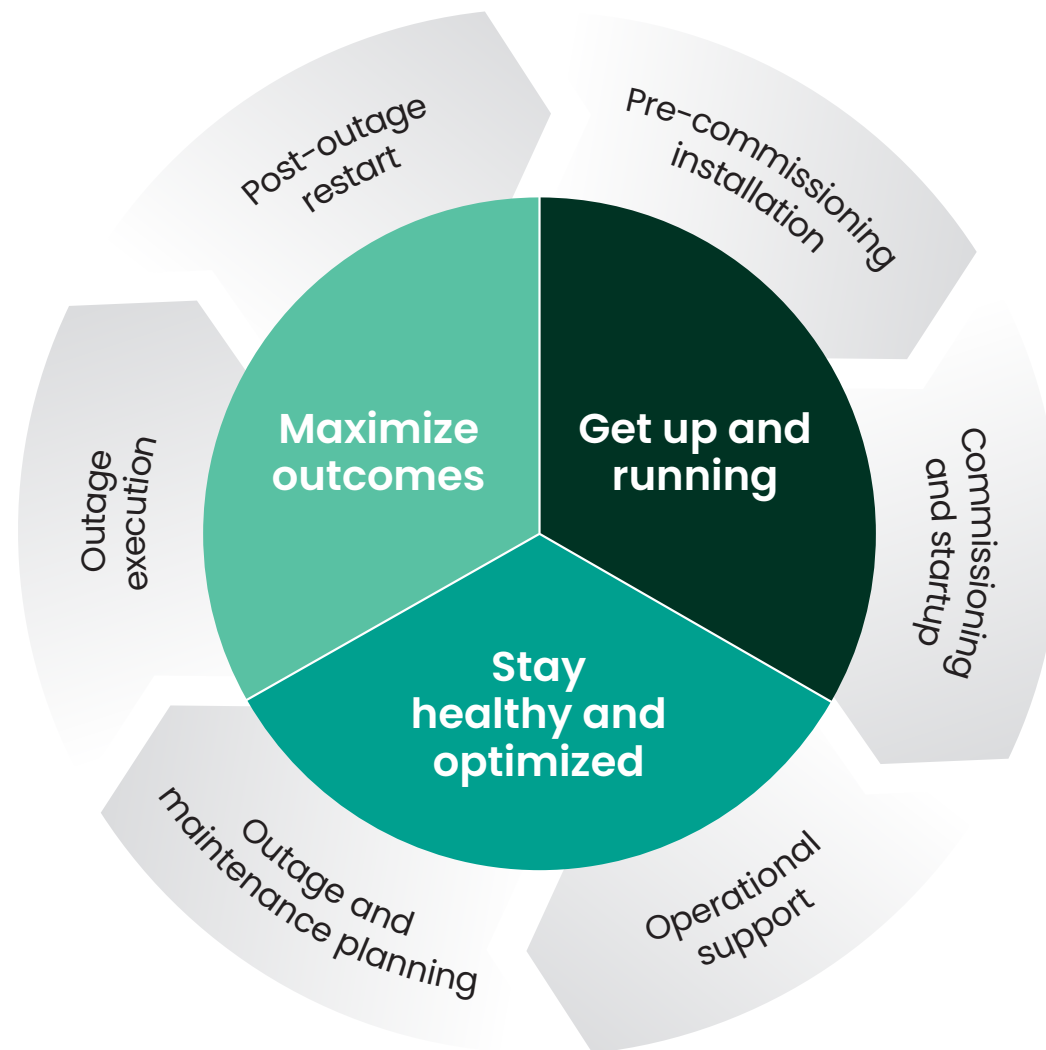 Post-outage
restart
Pre-commissioning
installation
Maximize
outcomes
Get up and
running
Outage
execution
Commissioning
and startup
Stay
healthy and
optimized
Outage and
maintenance planning
Operational
support